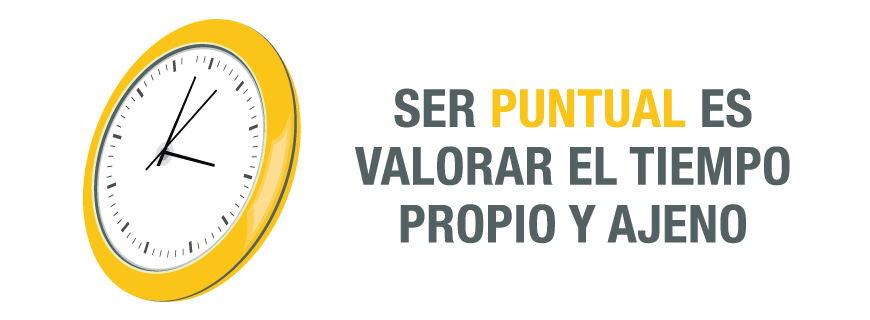 SER PUNTUAL ES
VALORAR EL TIEMPO
PROPIO Y AJENO